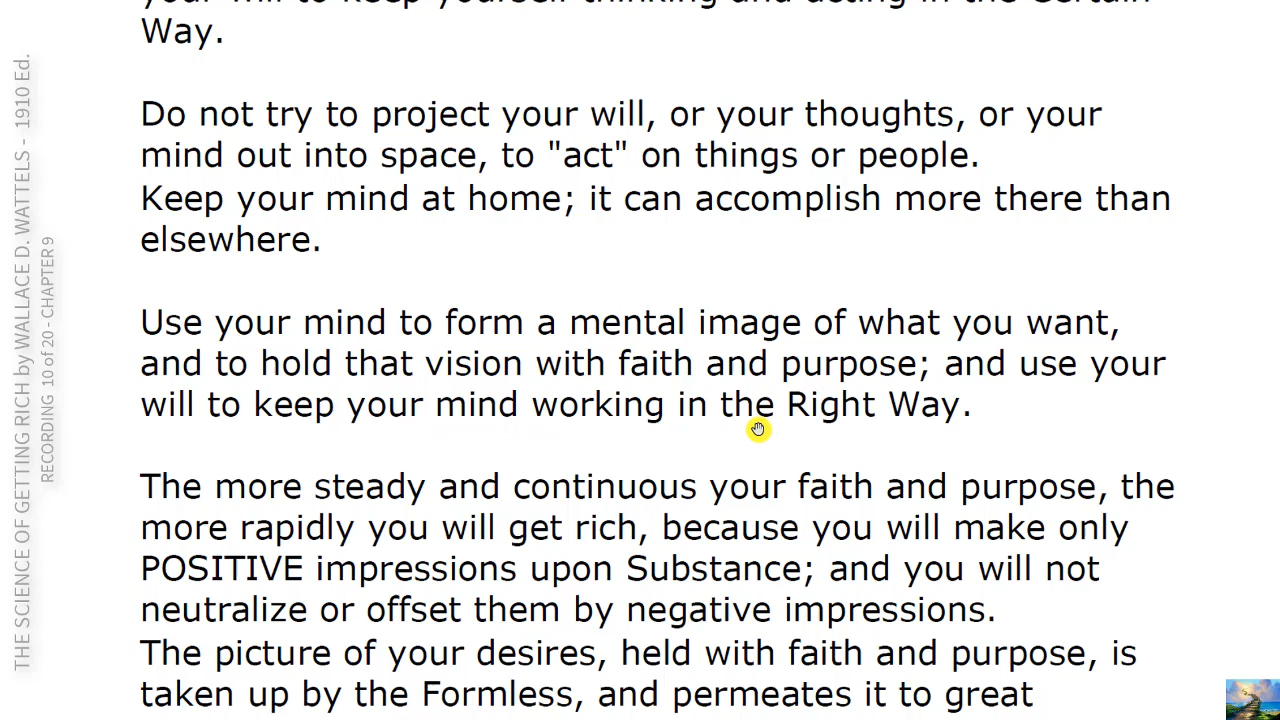 Way.
Do not try to project your will, or your thoughts, or your
mind out into space, to "act" on things or people.
Keep your mind at home; it can accomplish more there than
elsewhere.
Use your mind to form a mental image of what you want,
and to hold that vision with faith and purpose; and use your
will to keep your mind working in the Right Way.
The more steady and continuous your faith and purpose, the
more rapidly you will get rich, because you will make only
POSITIVE impressions upon Substance; and you will not
neutralize or offset them by negative impressions.
The picture of your desires, held with faith and purpose, is
taken up by the Formless, and permeates it to great
THE SCIENCE OF GETTING RICH by WALLACE D. WATTELS - 1910 Ed.
RECORDING 10 of 20 - CHAPTER 9